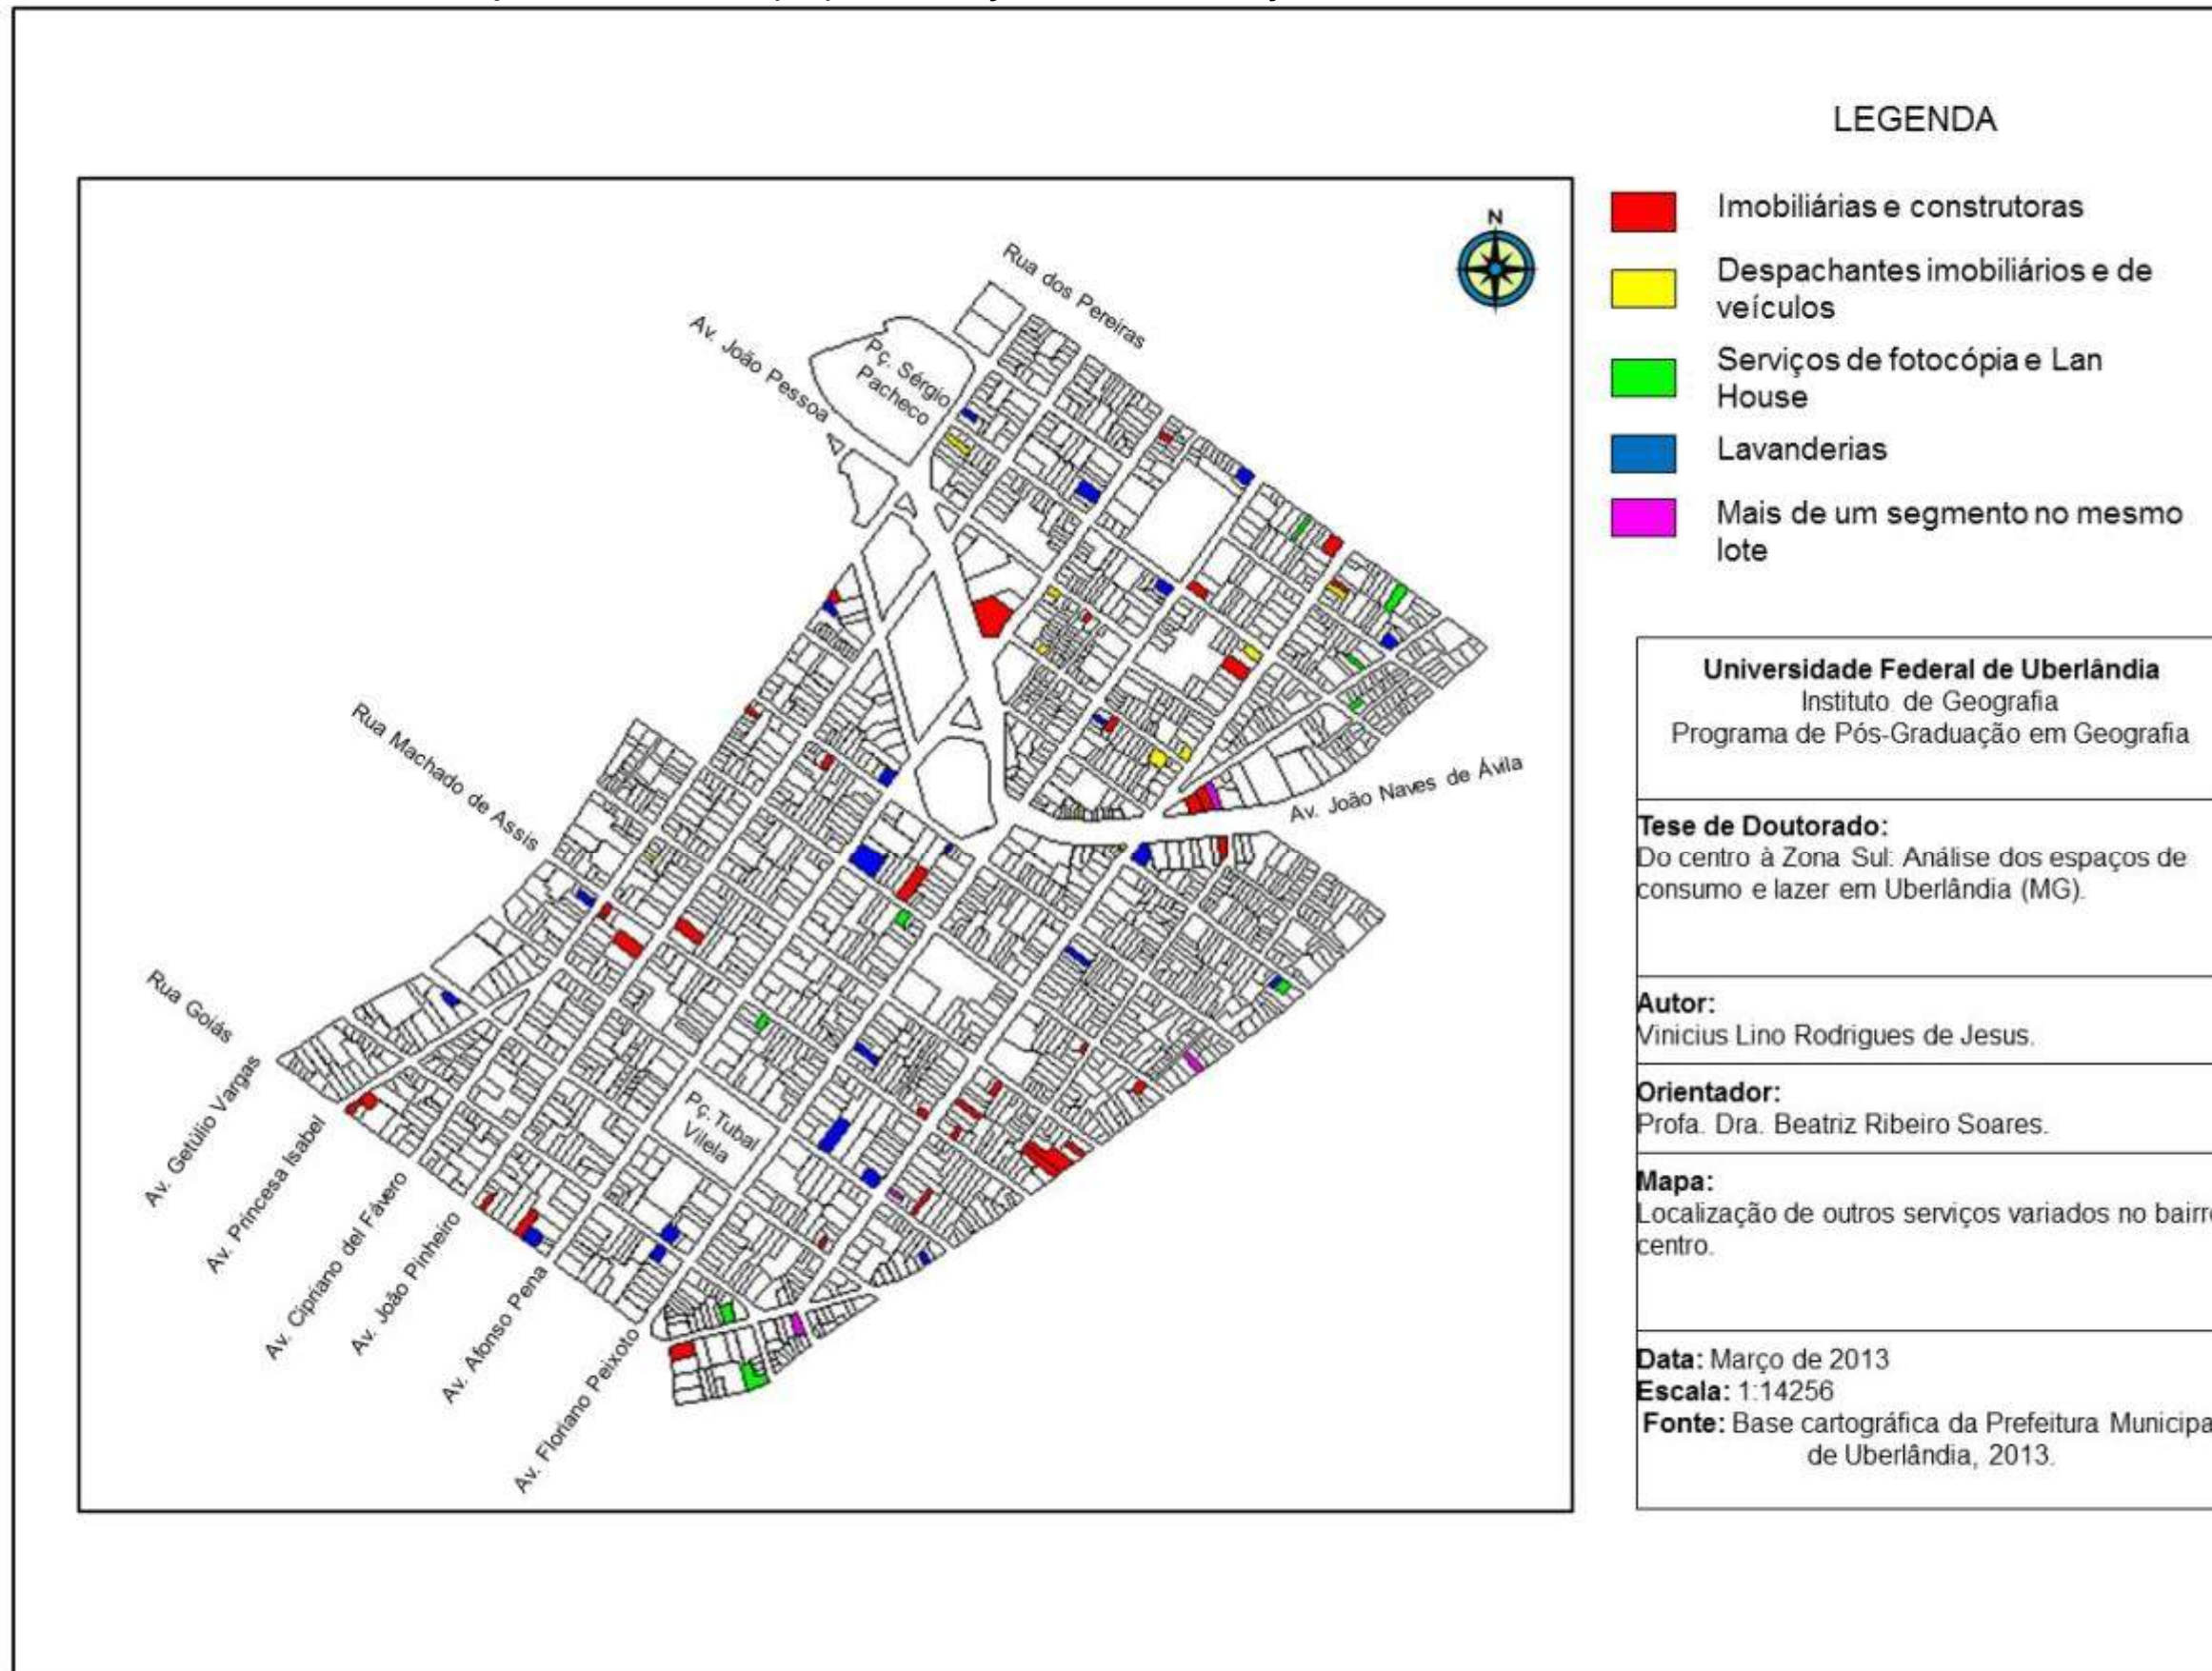 LEGENDA
Imobiliárias e construtoras
Despachantes imobiliários e de
veículos
Serviços de fotocópia e Lan
House
Lavanderias
Mais de um segmento no mesmo
lote
N
Rua dos Pereiras
Av. João Pessoa
Pç. Sérgio
Pacheco
Rua Machado de Assis
Av. João Naves de Ávila
Rua Goiás
Av. Getúlio Vargas
Av. Princesa Isabel
Av. Cipriano del Fávero
Av. João Pinheiro
Av. Afonso Pena
Av. Floriano Peixoto
Pç. Tubal
Vilela
Universidade Federal de Uberlândia
Instituto de Geografia
Programa de Pós-Graduação em Geografia
Tese de Doutorado:
Do centro à Zona Sul: Análise dos espaços de
consumo e lazer em Uberlândia (MG).
Autor:
Vinicius Lino Rodrigues de Jesus.
Orientador:
Profa. Dra. Beatriz Ribeiro Soares.
Mapa:
Localização de outros serviços variados no bairr
centro.
Data: Março de 2013
Escala: 1:14256
Fonte: Base cartográfica da Prefeitura Municipa
de Uberlândia, 2013.